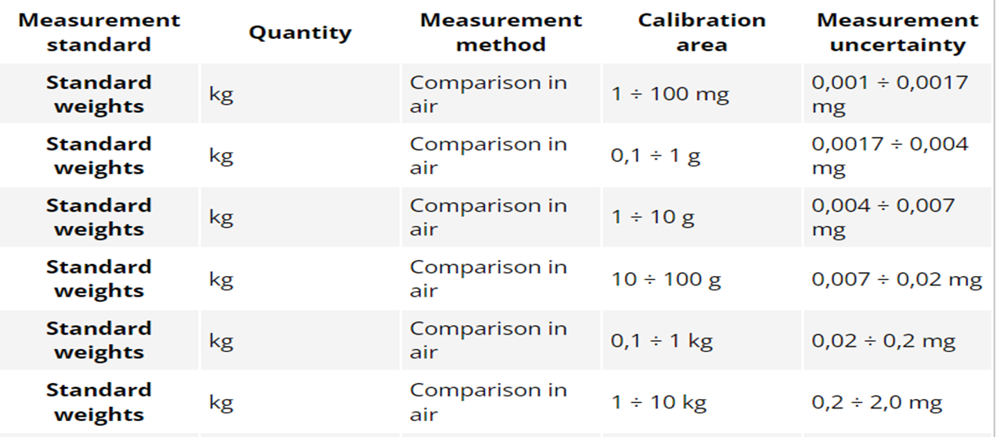 Measurement standard Quantity Measurement method Calibration area Measurement uncertainty
Standard weights kg Comparison in air 1 ÷ 100 mg 0,001 ÷ 0,0017 mg
Standard weights kg Comparison in air 0,1 ÷ 1 g 0,0017 ÷ 0,004 mg
Standard weights kg Comparison in air 1 ÷ 10 g 0,004 ÷ 0,007 mg
Standard weights kg Comparison in air 10 ÷ 100 g 0,007 ÷ 0,02 mg
Standard weights kg Comparison in air 0,1 ÷ 1 kg 0,02 ÷ 0,2 mg
Standard weights kg Comparison in air 1 ÷ 10 kg 0,2 ÷ 2,0 mg